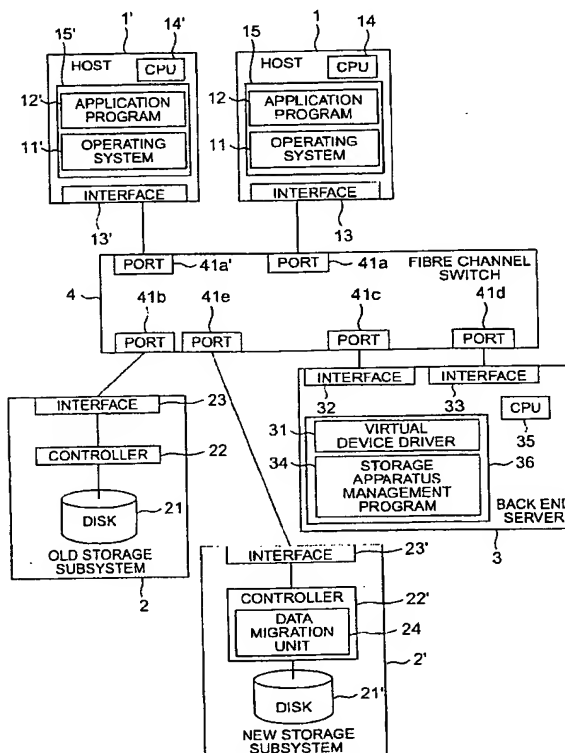 1' 14' 1 14
15' HOST CPU 15 HOST CPU
12' APPLICATION PROGRAM 12 APPLICATION PROGRAM
11' OPERATING SYSTEM 11 OPERATING SYSTEM
INTERFACE INTERFACE
13' 13
PORT 41a' PORT 41a FIBRE CHANNEL SWITCH
4 41b 41e 41c 41d
PORT PORT PORT PORT
INTERFACE 23 INTERFACE INTERFACE
32 33 CPU
CONTROLLER 22 31 VIRTUAL DEVICE DRIVER 35
34 STORAGE APPARATUS MANAGEMENT PROGRAM 36
DISK 21 BACK END SERVER
OLD STORAGE SUBSYSTEM 3
2 INTERFACE 23'
CONTROLLER 22'
DATA MIGRATION UNIT 24
2'
DISK 21'
NEW STORAGE SUBSYSTEM